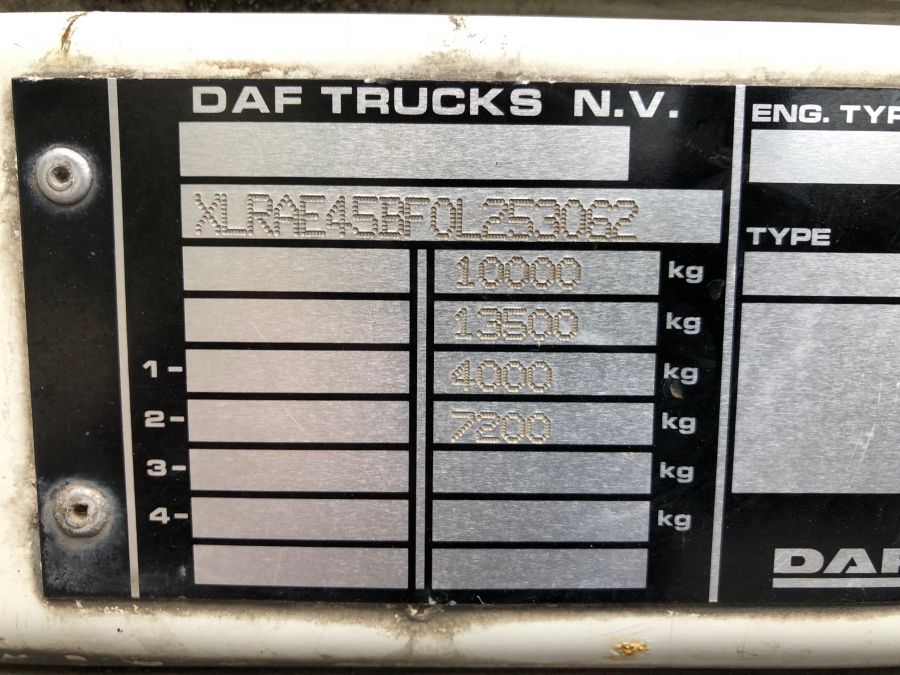 DAF TRUCKS N.V.
XLRAE45BF0L253062
10000 kg
13500 kg
1- 4000 kg
2- 7200 kg
3- kg
4- kg
ENG. TYP
TYPE
DAF